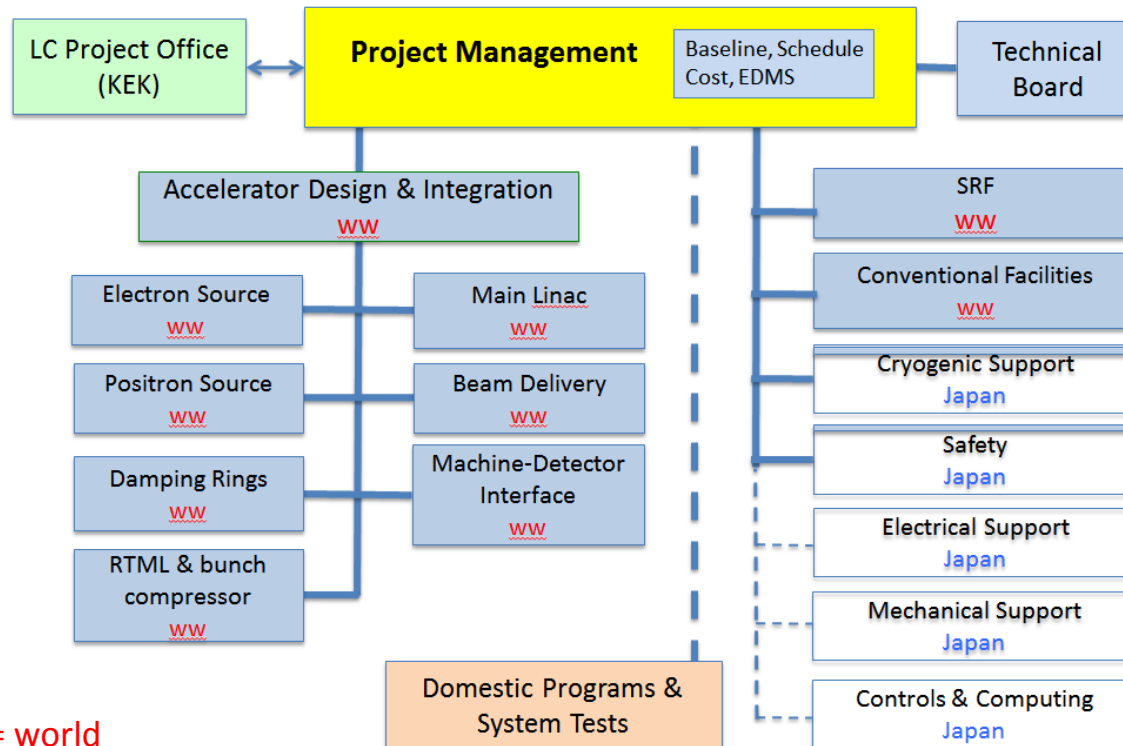 LC Project Office
(KEK)
Project Management
Baseline, Schedule
Cost, EDMS
Technical
Board
Accelerator Design & Integration
ww
Electron Source
ww
Main Linac
ww
Positron Source
ww
Beam Delivery
ww
Damping Rings
ww
Machine-Detector
Interface
ww
RTML & bunch
compressor
ww
SRF
ww
Conventional Facilities
ww
Cryogenic Support
Japan
Safety
Japan
Electrical Support
Japan
Mechanical Support
Japan
Controls & Computing
Japan
Domestic Programs &
System Tests
= world